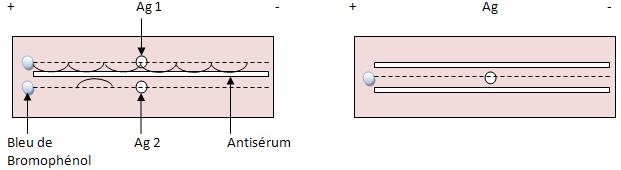 + Ag 1 -
+ Ag -
Bleu de
Bromophénol
Ag 2
Antisérum